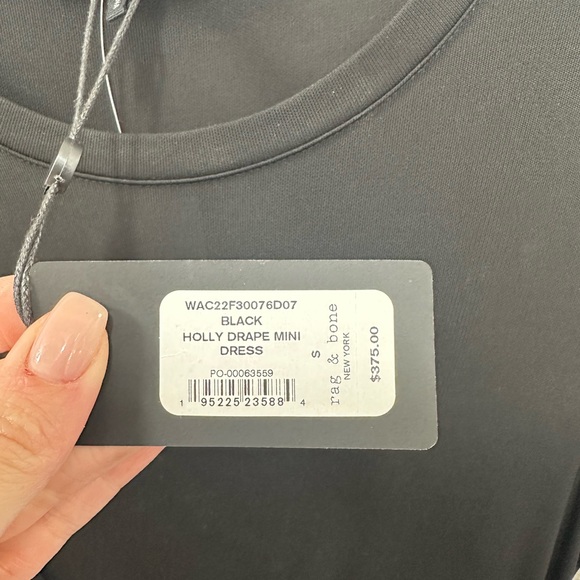 WAC22F30076D07
BLACK
HOLLY DRAPE MINI
DRESS
PO-00063559
1 95225 23588 4
S
rag & bone
NEW YORK
$375.00